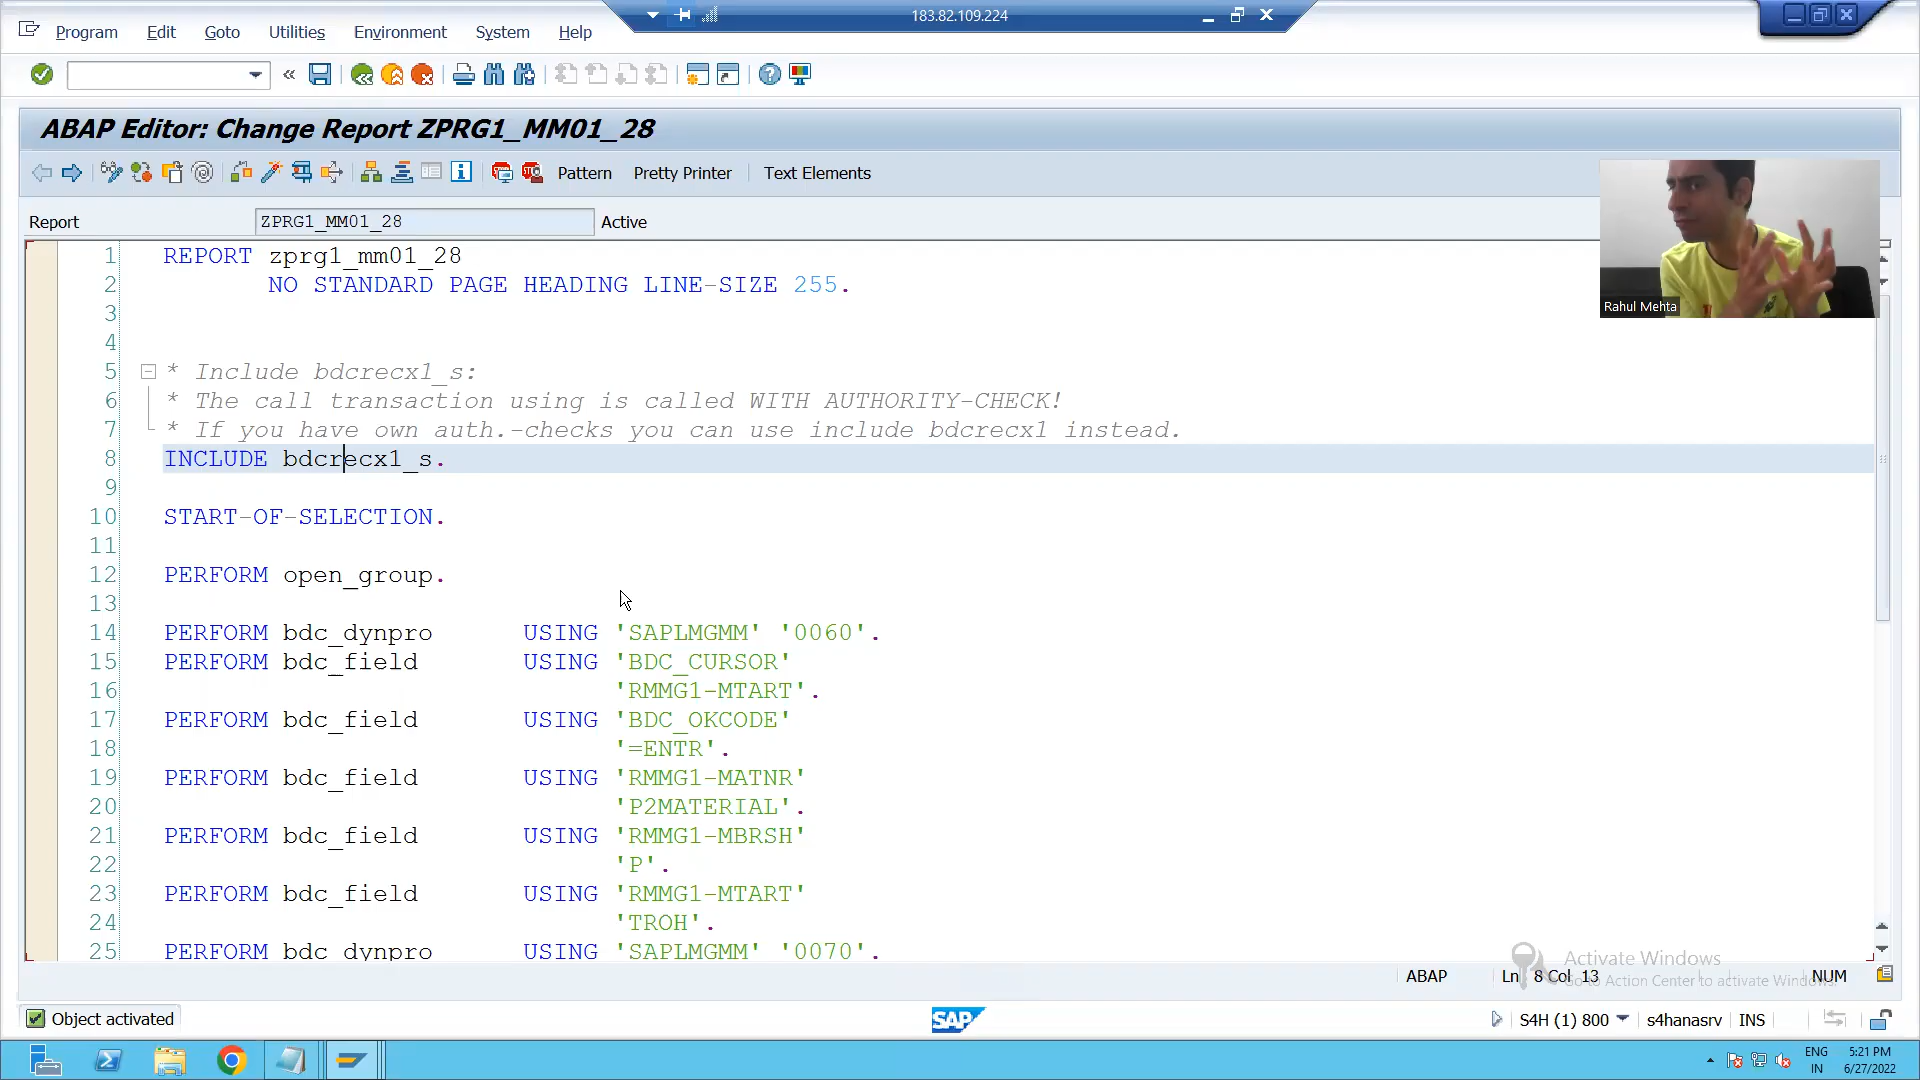 183.82.109.224
Program Edit Goto Utilities Environment System Help
ABAP Editor: Change Report ZPRG1_MM01_28
Pattern Pretty Printer Text Elements
Report ZPRG1_MM01_28 Active
Rahul Mehta
1 REPORT zprg1_mm01_28
2 NO STANDARD PAGE HEADING LINE-SIZE 255.
3
4
5 * Include bdcrecx1_s:
6 * The call transaction using is called WITH AUTHORITY-CHECK!
7 * If you have own auth.-checks you can use include bdcrecx1 instead.
8 INCLUDE bdcrecx1_s.
9
10 START-OF-SELECTION.
11
12 PERFORM open_group.
13
14 PERFORM bdc_dynpro USING 'SAPLMGMM' '0060'.
15 PERFORM bdc_field USING 'BDC_CURSOR'
16 'RMMG1-MTART'.
17 PERFORM bdc_field USING 'BDC_OKCODE'
18 '=ENTR'.
19 PERFORM bdc_field USING 'RMMG1-MATNR'
20 'P2MATERIAL'.
21 PERFORM bdc_field USING 'RMMG1-MBRSH'
22 'P'.
23 PERFORM bdc_field USING 'RMMG1-MTART'
24 'TROH'.
25 PERFORM bdc_dynpro USING 'SAPLMGMM' '0070'.
Activate Windows
Go to Action Center to activate Windows.
ABAP Ln 8 Col 13 NUM
Object activated SAP S4H (1) 800 s4hanasrv INS
ENG 5:21 PM
IN 6/27/2022